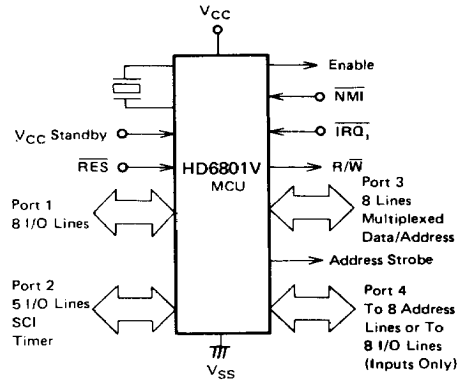 VCC
Enable
NMI
VCC Standby
IRQ1
RES
HD6801V
MCU
R/W
Port 1
8 I/O Lines
Port 3
8 Lines
Multiplexed
Data/Address
Address Strobe
Port 2
5 I/O Lines
SCI
Timer
Port 4
To 8 Address
Lines or To
8 I/O Lines
(Inputs Only)
VSS